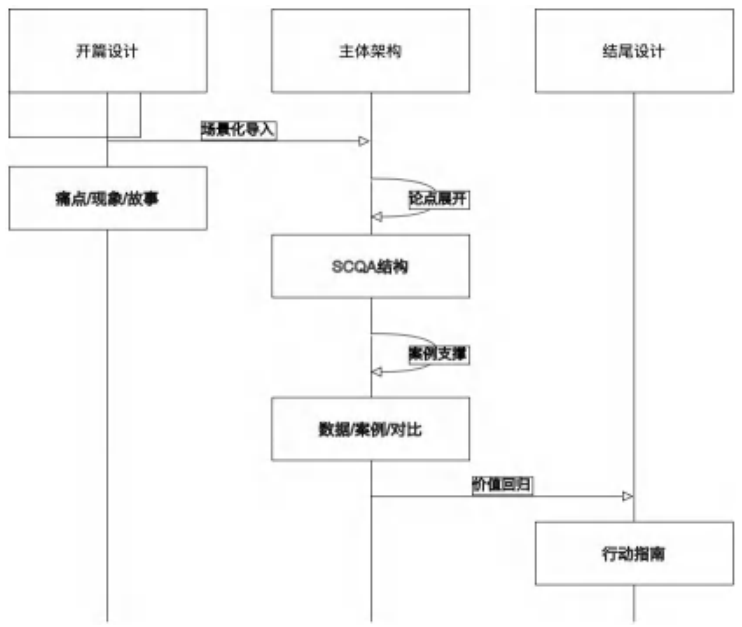 开篇设计
主体架构
结尾设计
场景化导入
痛点/现象/故事
论点展开
SCQA结构
案例支撑
数据/案例/对比
价值回归
行动指南